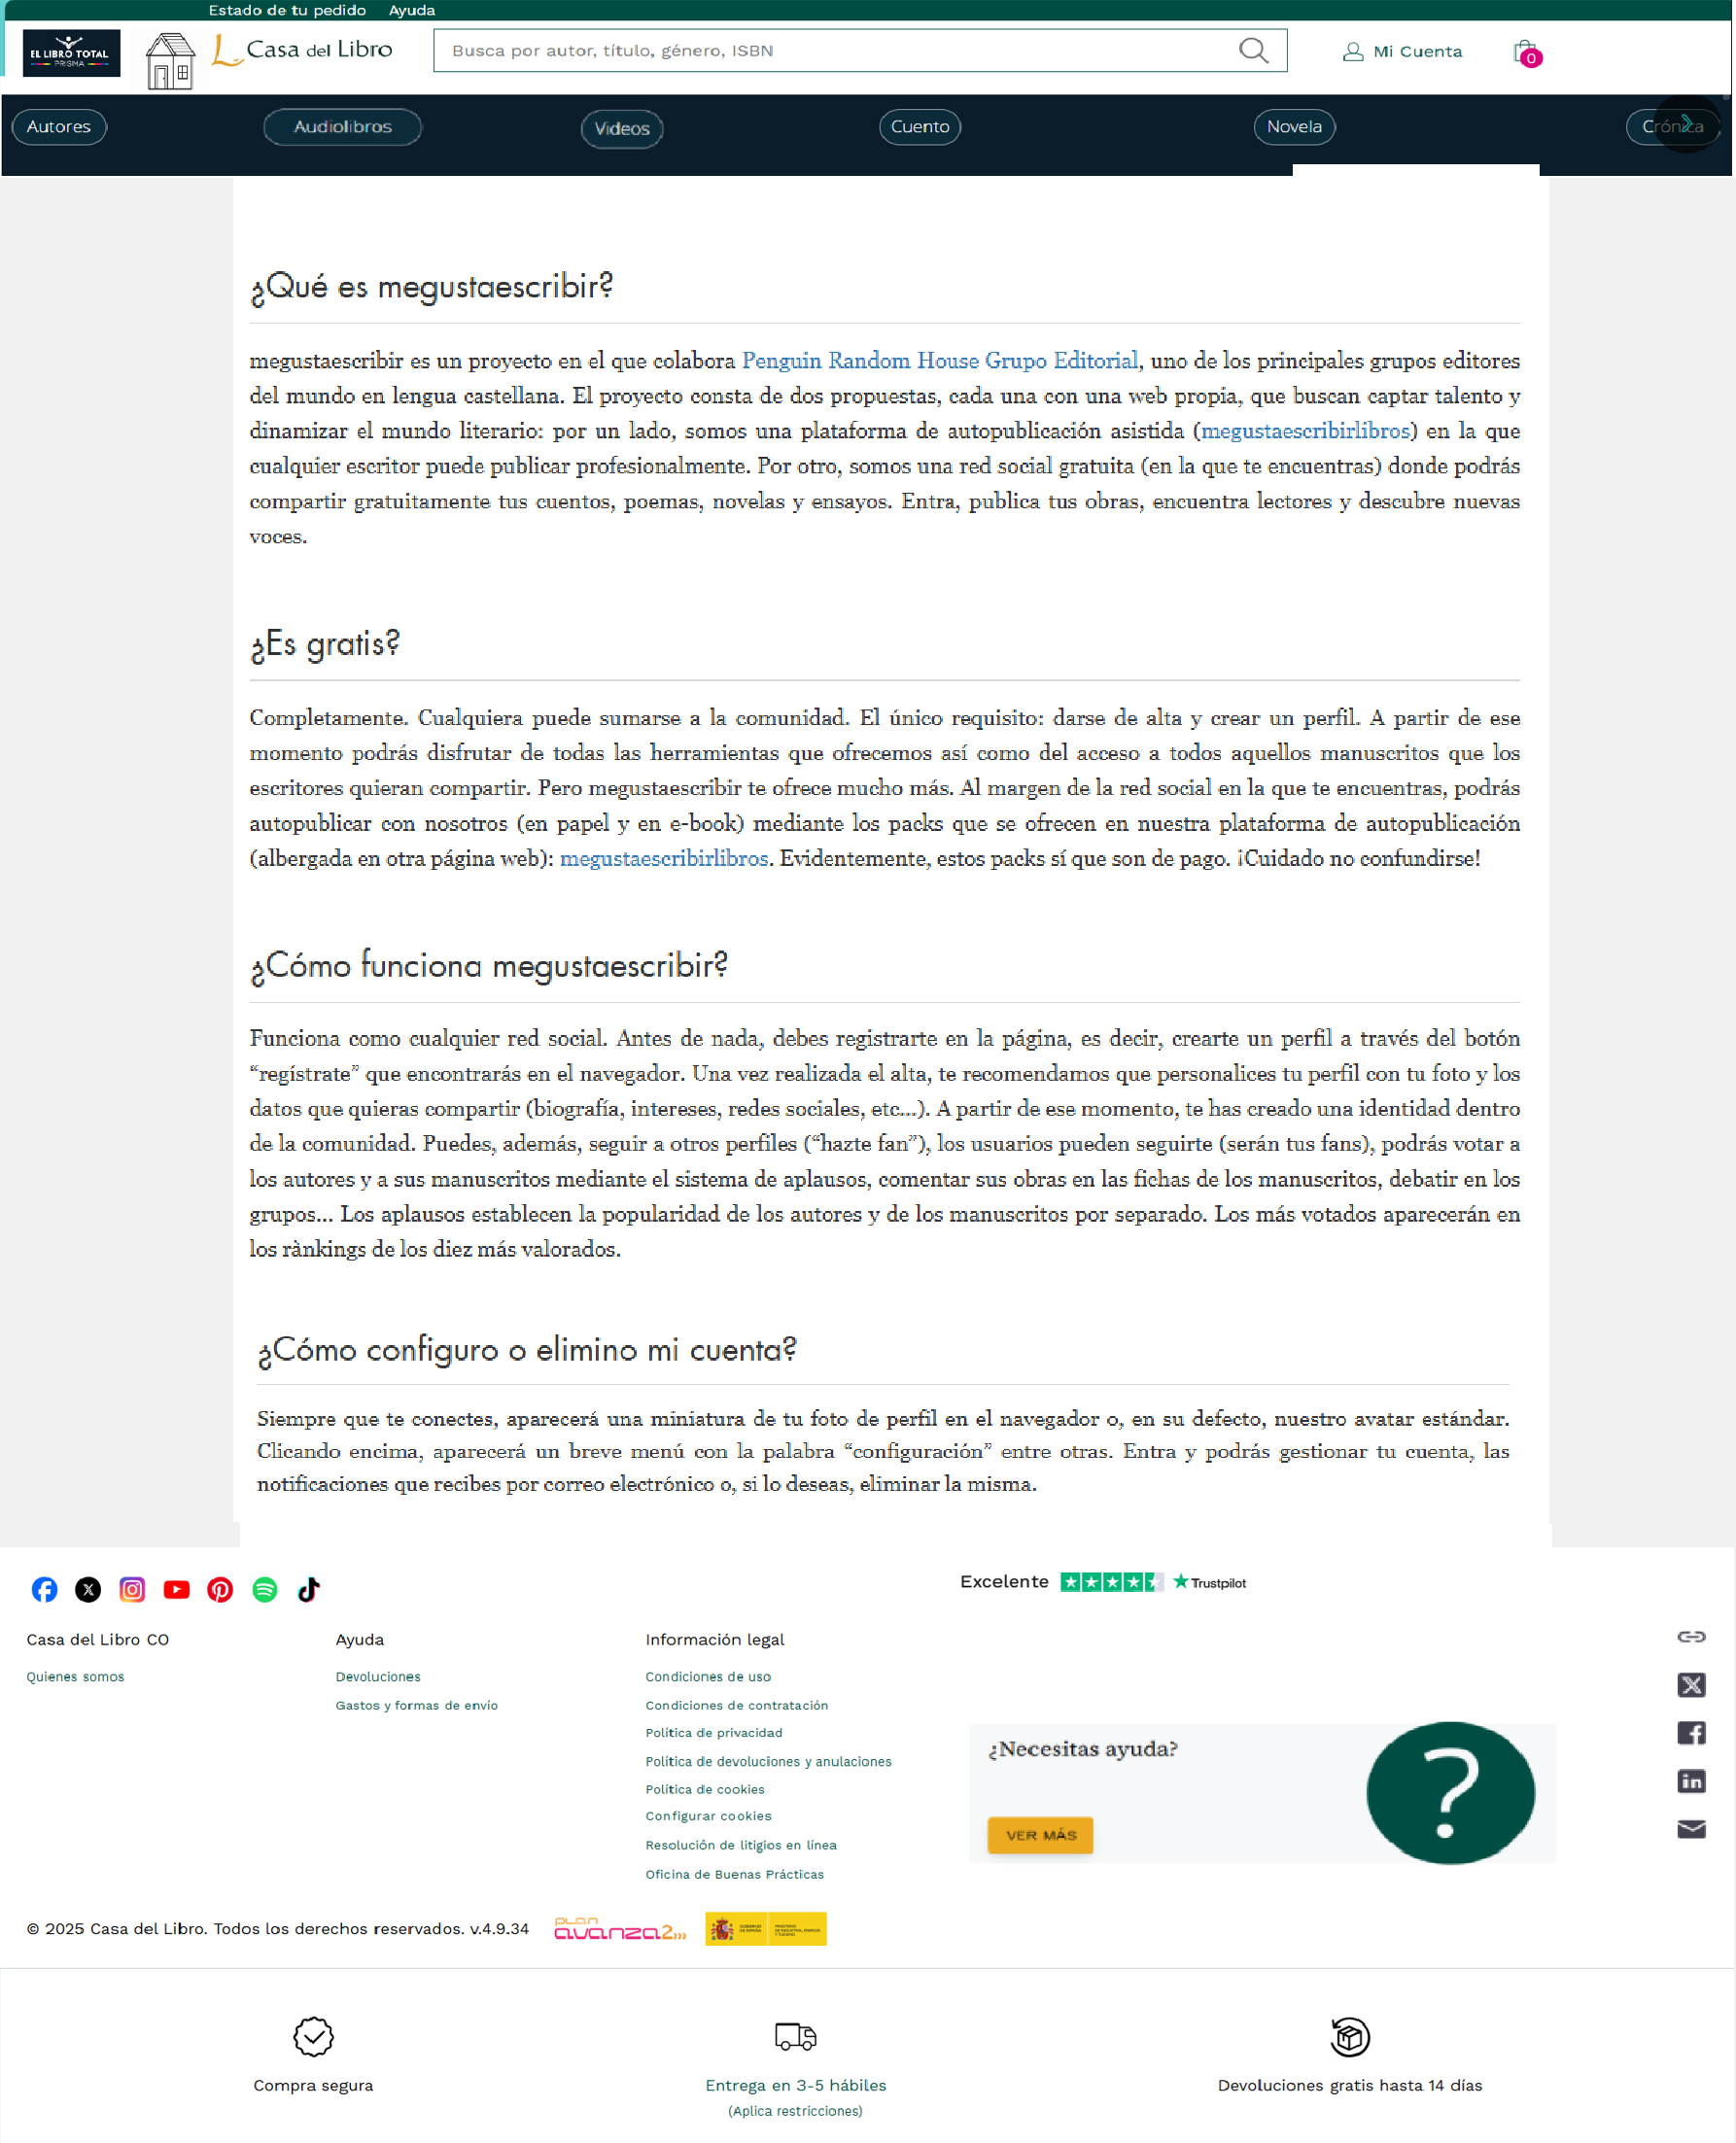 Estado de tu pedido Ayuda
EL LIBRO TOTAL
PRISMA
Casa del Libro
Busca por autor, título, género, ISBN
Mi Cuenta
0
Autores Audiolibros Videos Cuento Novela Crónica
¿Qué es megustaescribir?
megustaescribir es un proyecto en el que colabora Penguin Random House Grupo Editorial, uno de los principales grupos editores
del mundo en lengua castellana. El proyecto consta de dos propuestas, cada una con una web propia, que buscan captar talento y
dinamizar el mundo literario: por un lado, somos una plataforma de autopublicación asistida (megustaescribirlibros) en la que
cualquier escritor puede publicar profesionalmente. Por otro, somos una red social gratuita (en la que te encuentras) donde podrás
compartir gratuitamente tus cuentos, poemas, novelas y ensayos. Entra, publica tus obras, encuentra lectores y descubre nuevas
voces.
¿Es gratis?
Completamente. Cualquiera puede sumarse a la comunidad. El único requisito: darse de alta y crear un perfil. A partir de ese
momento podrás disfrutar de todas las herramientas que ofrecemos así como del acceso a todos aquellos manuscritos que los
escritores quieran compartir. Pero megustaescribir te ofrece mucho más. Al margen de la red social en la que te encuentras, podrás
autopublicar con nosotros (en papel y en e-book) mediante los packs que se ofrecen en nuestra plataforma de autopublicación
(albergada en otra página web): megustaescribirlibros. Evidentemente, estos packs sí que son de pago. ¡Cuidado no confundirse!
¿Cómo funciona megustaescribir?
Funciona como cualquier red social. Antes de nada, debes registrarte en la página, es decir, crearte un perfil a través del botón
“regístrate” que encontrarás en el navegador. Una vez realizada el alta, te recomendamos que personalices tu perfil con tu foto y los
datos que quieras compartir (biografía, intereses, redes sociales, etc...). A partir de ese momento, te has creado una identidad dentro
de la comunidad. Puedes, además, seguir a otros perfiles (“hazte fan”), los usuarios pueden seguirte (serán tus fans), podrás votar a
los autores y a sus manuscritos mediante el sistema de aplausos, comentar sus obras en las fichas de los manuscritos, debatir en los
grupos... Los aplausos establecen la popularidad de los autores y de los manuscritos por separado. Los más votados aparecerán en
los rànkings de los diez más valorados.
¿Cómo configuro o elimino mi cuenta?
Siempre que te conectes, aparecerá una miniatura de tu foto de perfil en el navegador o, en su defecto, nuestro avatar estándar.
Clicando encima, aparecerá un breve menú con la palabra “configuración” entre otras. Entra y podrás gestionar tu cuenta, las
notificaciones que recibes por correo electrónico o, si lo deseas, eliminar la misma.
Excelente Trustpilot
Casa del Libro CO
Quienes somos
Ayuda
Devoluciones
Gastos y formas de envío
Información legal
Condiciones de uso
Condiciones de contratación
Política de privacidad
Política de devoluciones y anulaciones
Política de cookies
Configurar cookies
Resolución de litigios en línea
Oficina de Buenas Prácticas
¿Necesitas ayuda?
VER MÁS
?
© 2025 Casa del Libro. Todos los derechos reservados. v.4.9.34
PLAN
avanza2
Compra segura
Entrega en 3-5 hábiles
(Aplica restricciones)
Devoluciones gratis hasta 14 días